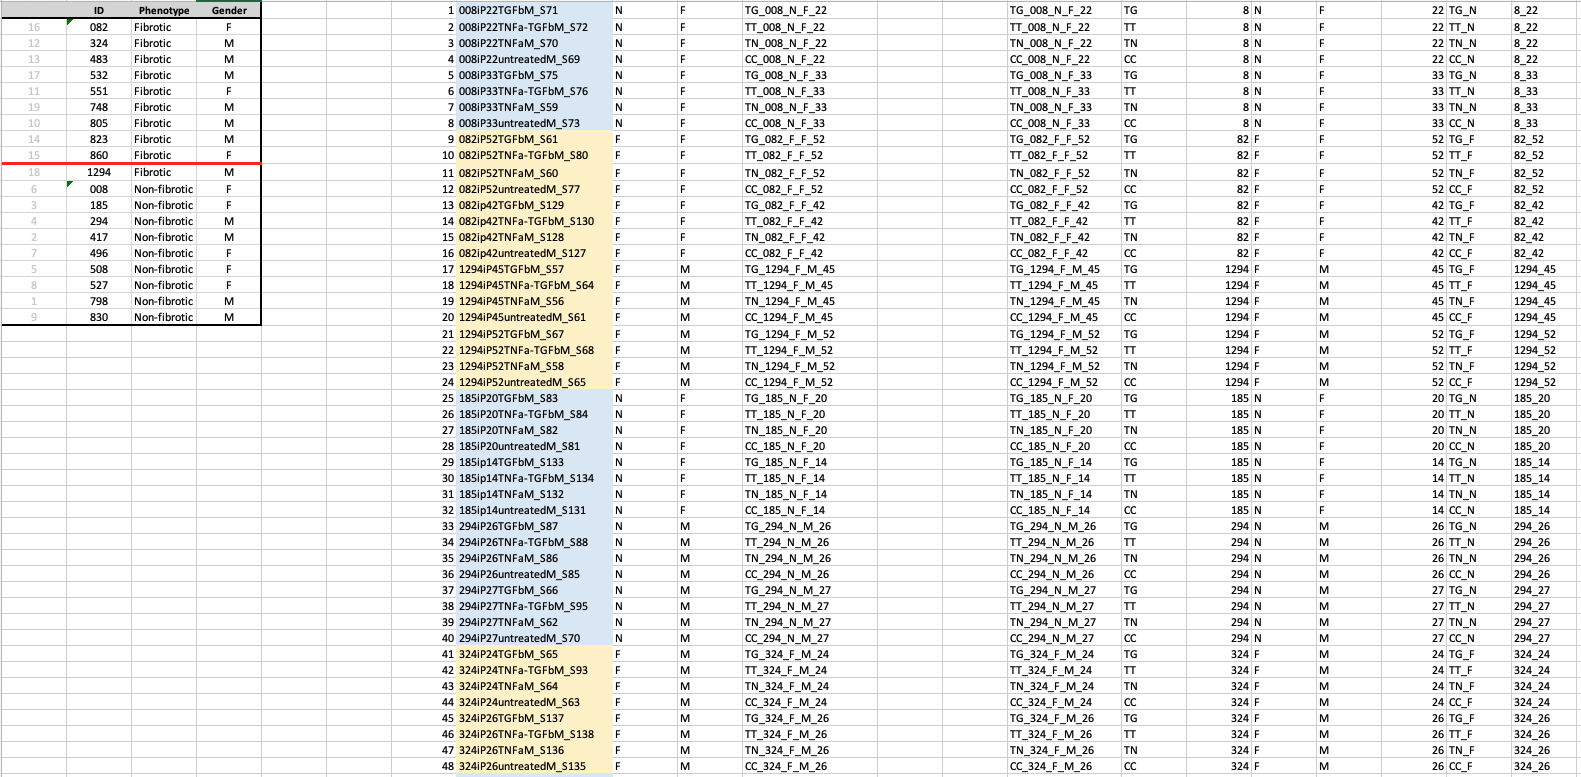 ID Phenotype Gender 1 008iP22TGFbM_S71 N F TG_008_N_F_22 TG_008_N_F_22 TG 8 N F 22 TG_N 8_22
16 082 Fibrotic F 2 008iP22TNFa-TGFbM_S72 N F TT_008_N_F_22 TT_008_N_F_22 TT 8 N F 22 TT_N 8_22
12 324 Fibrotic M 3 008iP22TNFaM_S70 N F TN_008_N_F_22 TN_008_N_F_22 TN 8 N F 22 TN_N 8_22
13 483 Fibrotic M 4 008iP22untreatedM_S69 N F CC_008_N_F_22 CC_008_N_F_22 CC 8 N F 22 CC_N 8_22
17 532 Fibrotic M 5 008iP33TGFbM_S75 N F TG_008_N_F_33 TG_008_N_F_33 TG 8 N F 33 TG_N 8_33
11 551 Fibrotic F 6 008iP33TNFa-TGFbM_S76 N F TT_008_N_F_33 TT_008_N_F_33 TT 8 N F 33 TT_N 8_33
19 748 Fibrotic M 7 008iP33TNFaM_S59 N F TN_008_N_F_33 TN_008_N_F_33 TN 8 N F 33 TN_N 8_33
10 805 Fibrotic M 8 008iP33untreatedM_S73 N F CC_008_N_F_33 CC_008_N_F_33 CC 8 N F 33 CC_N 8_33
14 823 Fibrotic M 9 082iP52TGFbM_S61 F F TG_082_F_F_52 TG_082_F_F_52 TG 82 F F 52 TG_F 82_52
15 860 Fibrotic F 10 082iP52TNFa-TGFbM_S80 F F TT_082_F_F_52 TT_082_F_F_52 TT 82 F F 52 TT_F 82_52
18 1294 Fibrotic M 11 082iP52TNFaM_S60 F F TN_082_F_F_52 TN_082_F_F_52 TN 82 F F 52 TN_F 82_52
6 008 Non-fibrotic F 12 082iP52untreatedM_S77 F F CC_082_F_F_52 CC_082_F_F_52 CC 82 F F 52 CC_F 82_52
3 185 Non-fibrotic F 13 082ip42TGFbM_S129 F F TG_082_F_F_42 TG_082_F_F_42 TG 82 F F 42 TG_F 82_42
4 294 Non-fibrotic M 14 082ip42TNFa-TGFbM_S130 F F TT_082_F_F_42 TT_082_F_F_42 TT 82 F F 42 TT_F 82_42
2 417 Non-fibrotic M 15 082ip42TNFaM_S128 F F TN_082_F_F_42 TN_082_F_F_42 TN 82 F F 42 TN_F 82_42
7 496 Non-fibrotic F 16 082ip42untreatedM_S127 F F CC_082_F_F_42 CC_082_F_F_42 CC 82 F F 42 CC_F 82_42
5 508 Non-fibrotic F 17 1294iP45TGFbM_S57 F M TG_1294_F_M_45 TG_1294_F_M_45 TG 1294 F M 45 TG_F 1294_45
8 527 Non-fibrotic F 18 1294iP45TNFa-TGFbM_S64 F M TT_1294_F_M_45 TT_1294_F_M_45 TT 1294 F M 45 TT_F 1294_45
1 798 Non-fibrotic M 19 1294iP45TNFaM_S56 F M TN_1294_F_M_45 TN_1294_F_M_45 TN 1294 F M 45 TN_F 1294_45
9 830 Non-fibrotic M 20 1294iP45untreatedM_S61 F M CC_1294_F_M_45 CC_1294_F_M_45 CC 1294 F M 45 CC_F 1294_45
21 1294iP52TGFbM_S67 F M TG_1294_F_M_52 TG_1294_F_M_52 TG 1294 F M 52 TG_F 1294_52
22 1294iP52TNFa-TGFbM_S68 F M TT_1294_F_M_52 TT_1294_F_M_52 TT 1294 F M 52 TT_F 1294_52
23 1294iP52TNFaM_S58 F M TN_1294_F_M_52 TN_1294_F_M_52 TN 1294 F M 52 TN_F 1294_52
24 1294iP52untreatedM_S65 F M CC_1294_F_M_52 CC_1294_F_M_52 CC 1294 F M 52 CC_F 1294_52
25 185iP20TGFbM_S83 N F TG_185_N_F_20 TG_185_N_F_20 TG 185 N F 20 TG_N 185_20
26 185iP20TNFa-TGFbM_S84 N F TT_185_N_F_20 TT_185_N_F_20 TT 185 N F 20 TT_N 185_20
27 185iP20TNFaM_S82 N F TN_185_N_F_20 TN_185_N_F_20 TN 185 N F 20 TN_N 185_20
28 185iP20untreatedM_S81 N F CC_185_N_F_20 CC_185_N_F_20 CC 185 N F 20 CC_N 185_20
29 185ip14TGFbM_S133 N F TG_185_N_F_14 TG_185_N_F_14 TG 185 N F 14 TG_N 185_14
30 185ip14TNFa-TGFbM_S134 N F TT_185_N_F_14 TT_185_N_F_14 TT 185 N F 14 TT_N 185_14
31 185ip14TNFaM_S132 N F TN_185_N_F_14 TN_185_N_F_14 TN 185 N F 14 TN_N 185_14
32 185ip14untreatedM_S131 N F CC_185_N_F_14 CC_185_N_F_14 CC 185 N F 14 CC_N 185_14
33 294iP26TGFbM_S87 N M TG_294_N_M_26 TG_294_N_M_26 TG 294 N M 26 TG_N 294_26
34 294iP26TNFa-TGFbM_S88 N M TT_294_N_M_26 TT_294_N_M_26 TT 294 N M 26 TT_N 294_26
35 294iP26TNFaM_S86 N M TN_294_N_M_26 TN_294_N_M_26 TN 294 N M 26 TN_N 294_26
36 294iP26untreatedM_S85 N M CC_294_N_M_26 CC_294_N_M_26 CC 294 N M 26 CC_N 294_26
37 294iP27TGFbM_S66 N M TG_294_N_M_27 TG_294_N_M_27 TG 294 N M 27 TG_N 294_27
38 294iP27TNFa-TGFbM_S95 N M TT_294_N_M_27 TT_294_N_M_27 TT 294 N M 27 TT_N 294_27
39 294iP27TNFaM_S62 N M TN_294_N_M_27 TN_294_N_M_27 TN 294 N M 27 TN_N 294_27
40 294iP27untreatedM_S70 N M CC_294_N_M_27 CC_294_N_M_27 CC 294 N M 27 CC_N 294_27
41 324iP24TGFbM_S65 F M TG_324_F_M_24 TG_324_F_M_24 TG 324 F M 24 TG_F 324_24
42 324iP24TNFa-TGFbM_S93 F M TT_324_F_M_24 TT_324_F_M_24 TT 324 F M 24 TT_F 324_24
43 324iP24TNFaM_S64 F M TN_324_F_M_24 TN_324_F_M_24 TN 324 F M 24 TN_F 324_24
44 324iP24untreatedM_S63 F M CC_324_F_M_24 CC_324_F_M_24 CC 324 F M 24 CC_F 324_24
45 324iP26TGFbM_S137 F M TG_324_F_M_26 TG_324_F_M_26 TG 324 F M 26 TG_F 324_26
46 324iP26TNFa-TGFbM_S138 F M TT_324_F_M_26 TT_324_F_M_26 TT 324 F M 26 TT_F 324_26
47 324iP26TNFaM_S136 F M TN_324_F_M_26 TN_324_F_M_26 TN 324 F M 26 TN_F 324_26
48 324iP26untreatedM_S135 F M CC_324_F_M_26 CC_324_F_M_26 CC 324 F M 26 CC_F 324_26